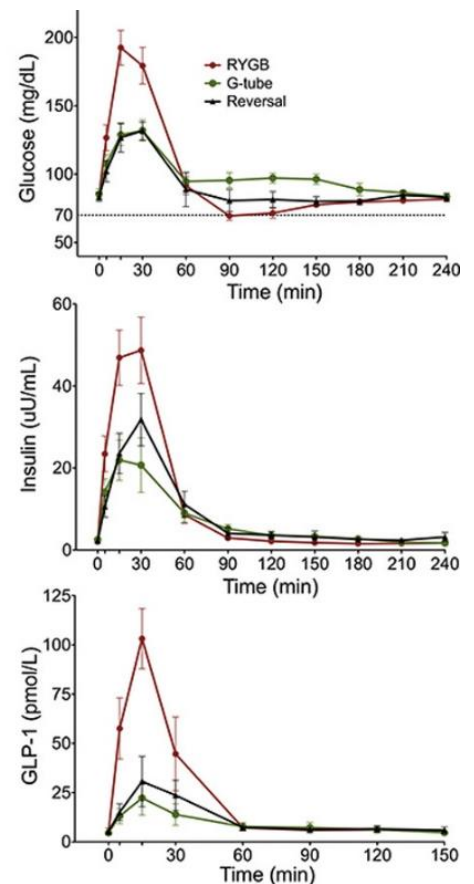 Glucose (mg/dL)
200
150
100
70
50
RYGB
G-tube
Reversal
0 30 60 90 120 150 180 210 240
Time (min)
Insulin (uU/mL)
60
40
20
0
0 30 60 90 120 150 180 210 240
Time (min)
GLP-1 (pmol/L)
125
100
75
50
25
0
0 30 60 90 120 150
Time (min)